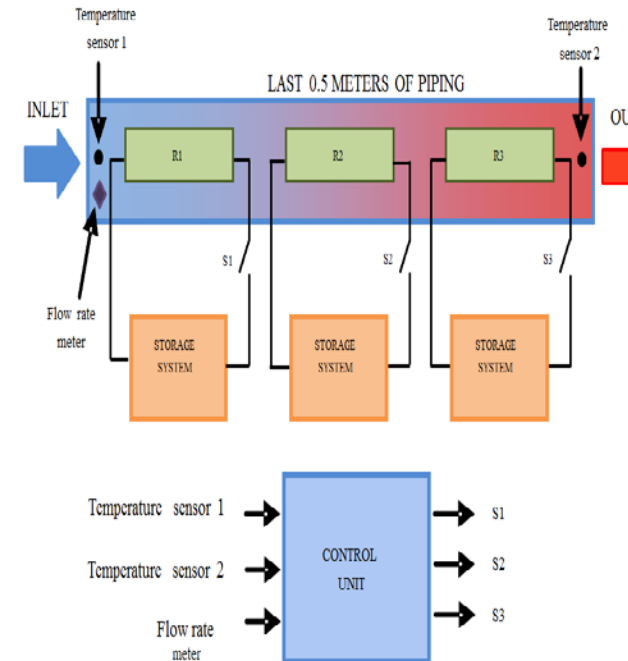 Temperature
sensor 1
Temperature
sensor 2
LAST 0.5 METERS OF PIPING
INLET
OU
R1
R2
R3
S1
S2
S3
Flow rate
meter
STORAGE
SYSTEM
STORAGE
SYSTEM
STORAGE
SYSTEM
Temperature sensor 1
Temperature sensor 2
Flow rate
meter
CONTROL
UNIT
S1
S2
S3